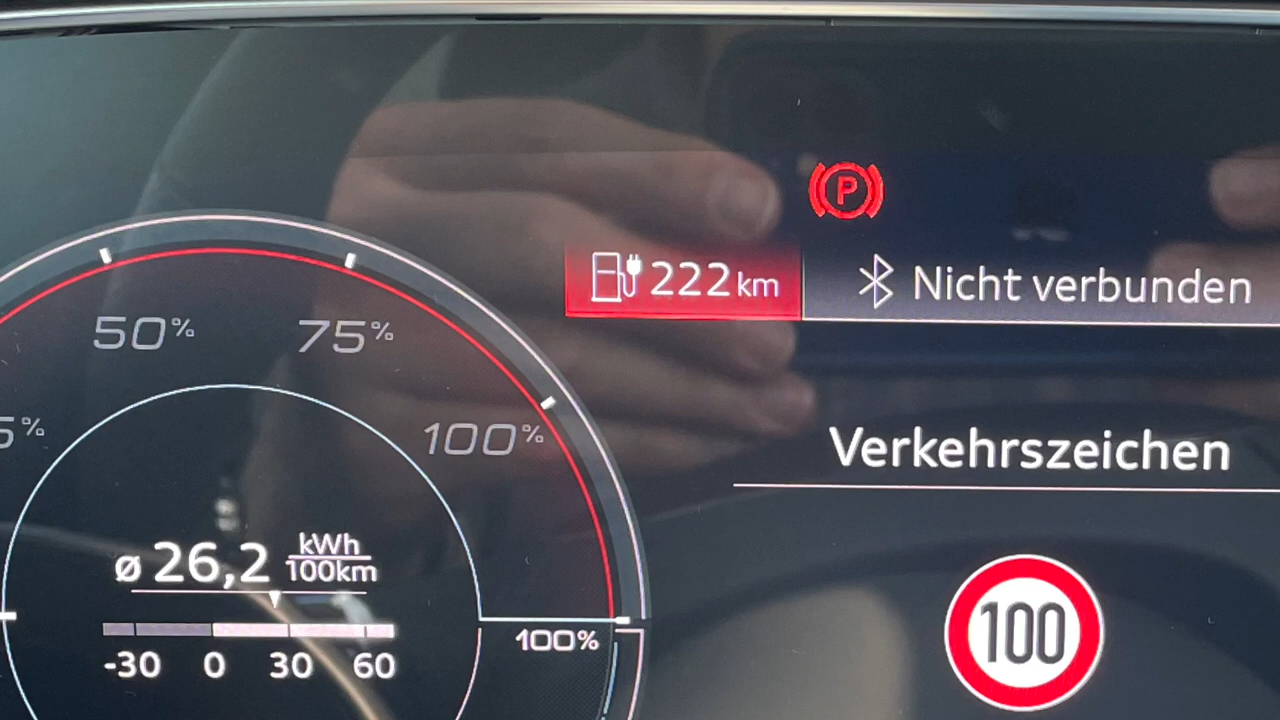 P
222 km
Nicht verbunden
50%
75%
5%
100%
Verkehrszeichen
ø 26,2 kWh
100km
100
100%
-30 0 30 60